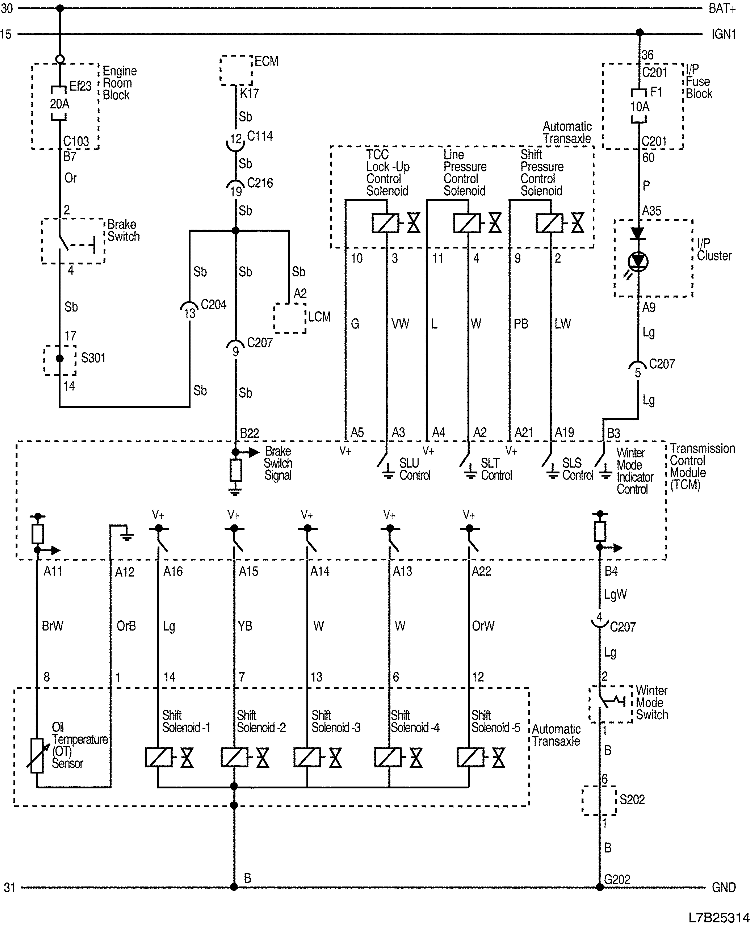 30 BAT+
15 IGN1
Engine
Room
Block
Ef23
20A
C103
B7
Or
2
Brake
Switch
4
Sb
17
S301
14
ECM
K17
Sb
12 C114
Sb
C216
19
Sb
Sb Sb Sb
A2
LCM
C204
13
C207
9
Sb Sb
B22
Automatic
Transaxle
TCC
Lock-Up
Control
Solenoid
Line
Pressure
Control
Solenoid
Shift
Pressure
Control
Solenoid
10 3 11 4 9 2
G VW L W PB LW
A5 A3 A4 A2 A21 A19
36
C201
I/P
Fuse
Block
F1
10A
C201
60
P
A35
I/P
Cluster
A9
Lg
C207
5
Lg
B3
Brake
Switch
Signal
V+
SLU
Control
V+
SLT
Control
V+
SLS
Control
Winter
Mode
Indicator
Control
Transmission
Control
Module
(TCM)
V+ V+ V+ V+ V+
A11 A12 A16 A15 A14 A13 A22 B4
BrW OrB Lg YB W W OrW
8 1 14 7 13 6 12
LgW
4
C207
Lg
2
Winter
Mode
Switch
1
B
6
S202
1
B
G202
Oil
Temperature
(OT)
Sensor
Shift
Solenoid-1
Shift
Solenoid-2
Shift
Solenoid-3
Shift
Solenoid-4
Shift
Solenoid-5
Automatic
Transaxle
B
31 GND
L7B25314